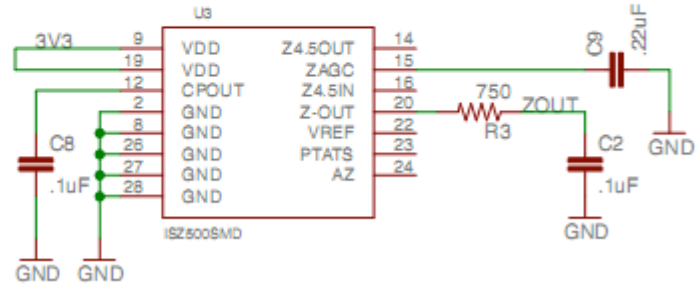 U3
3V3 9 VDD Z4.5OUT 14
19 VDD ZAGC 15 C9 .22uF
12 CPOUT Z4.5IN 16
2 GND Z-OUT 20 750 R3 ZOUT
8 GND VREF 22
26 GND PTATS 23
27 GND AZ 24
28 GND
C8 .1uF
C2 .1uF
ISZ500SMD
GND
GND
GND
GND